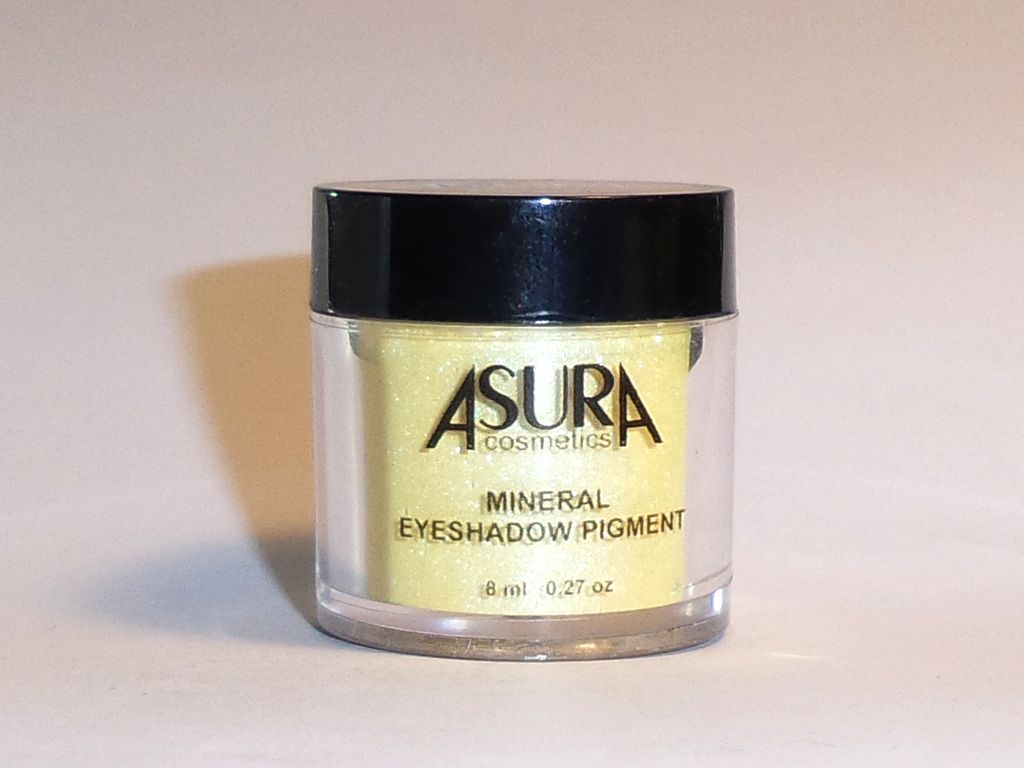 ASURA
cosmetics
MINERAL
EYESHADOW PIGMENT
8 ml 0,27 oz